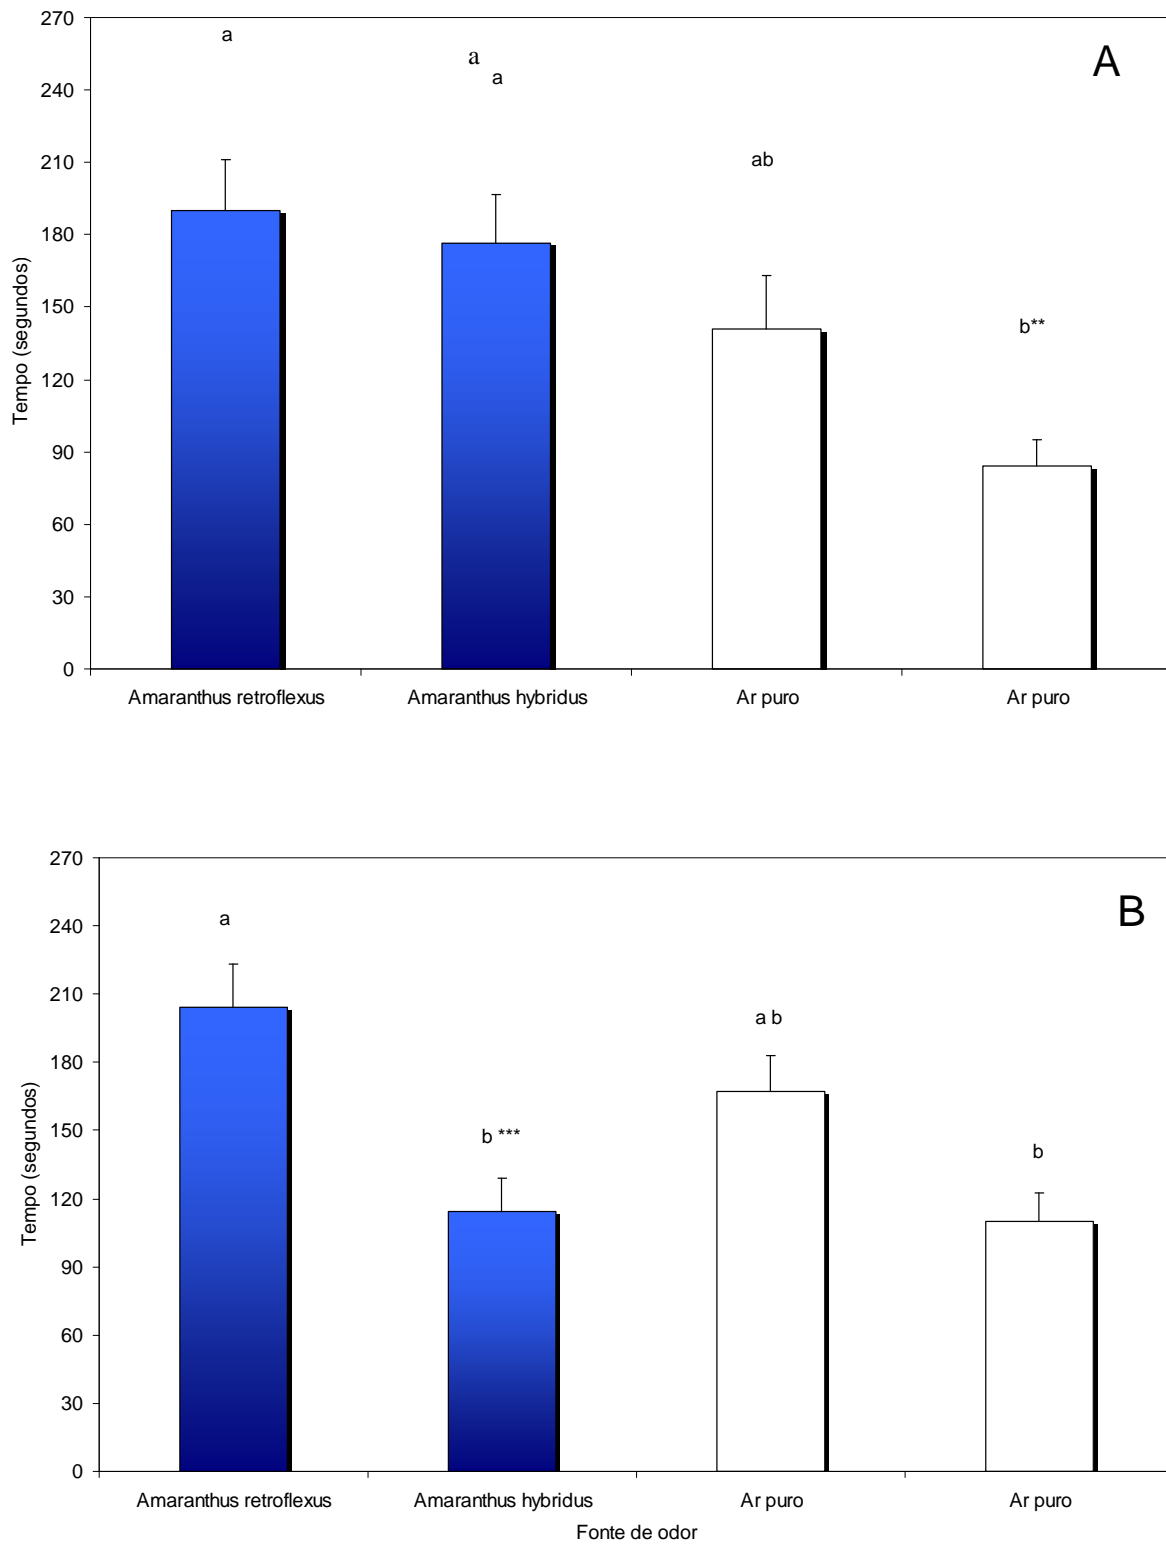 270
240
210
180
150
120
90
60
30
0
Tempo (segundos)
a
a
a
ab
b**
A
Amaranthus retroflexus
Amaranthus hybridus
Ar puro
Ar puro
270
240
210
180
150
120
90
60
30
0
Tempo (segundos)
a
b ***
a b
b
B
Amaranthus retroflexus
Amaranthus hybridus
Ar puro
Ar puro
Fonte de odor